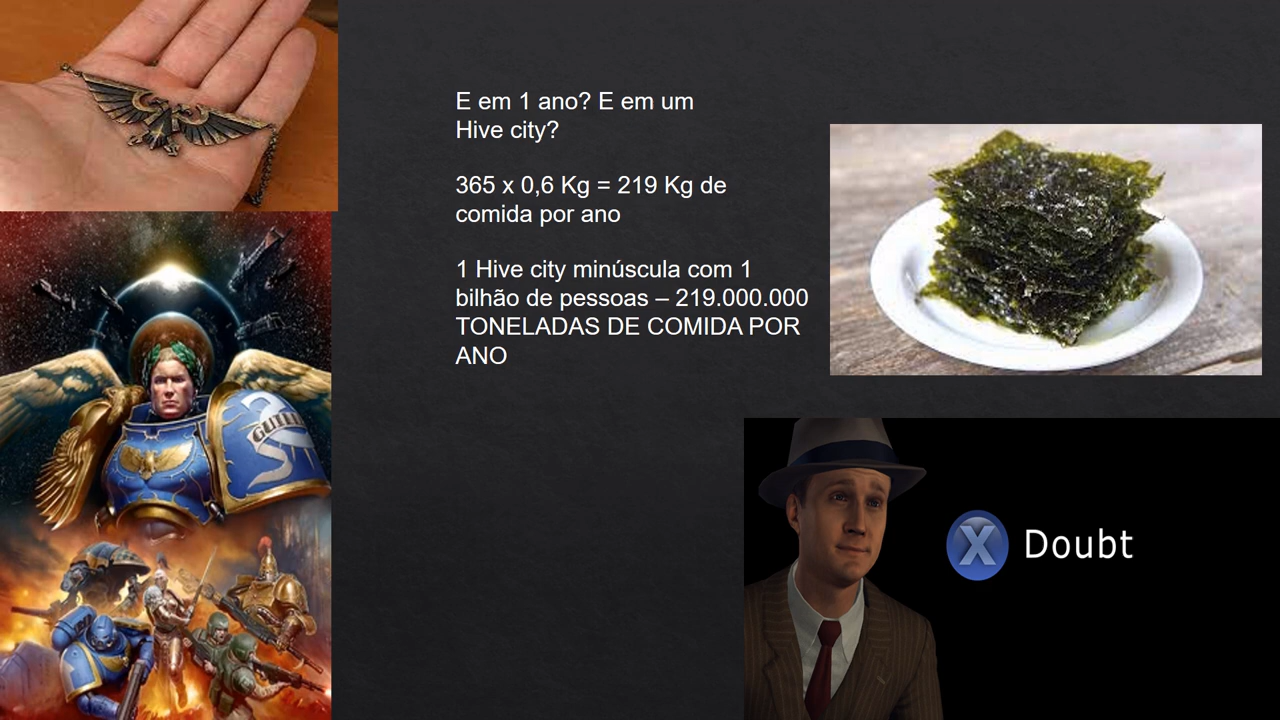 E em 1 ano? E em um
Hive city?
365 x 0,6 Kg = 219 Kg de
comida por ano
1 Hive city minúscula com 1
bilhão de pessoas – 219.000.000
TONELADAS DE COMIDA POR
ANO
X Doubt